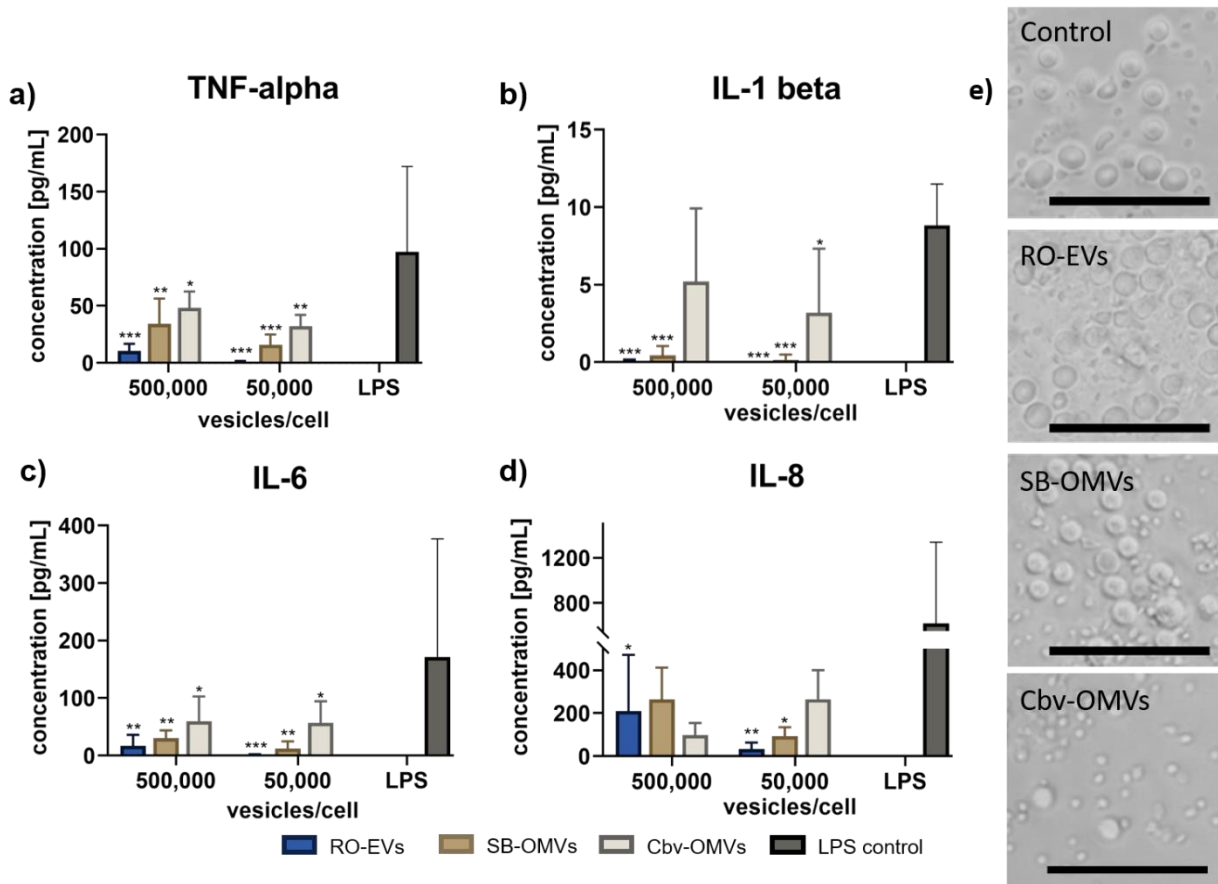 a)
TNF-alpha
concentration [pg/mL]
200
150
100
50
0
***
**
*
***
***
**
500,000
50,000
LPS
vesicles/cell
b)
IL-1 beta
concentration [pg/mL]
15
10
5
0
***
***
***
***
*
500,000
50,000
LPS
vesicles/cell
c)
IL-6
concentration [pg/mL]
400
300
200
100
0
**
**
*
***
**
*
500,000
50,000
LPS
vesicles/cell
d)
IL-8
concentration [pg/mL]
1200
800
400
200
0
*
**
*
500,000
50,000
LPS
vesicles/cell
RO-EVs
SB-OMVs
Cbv-OMVs
LPS control
e)
Control
RO-EVs
SB-OMVs
Cbv-OMVs